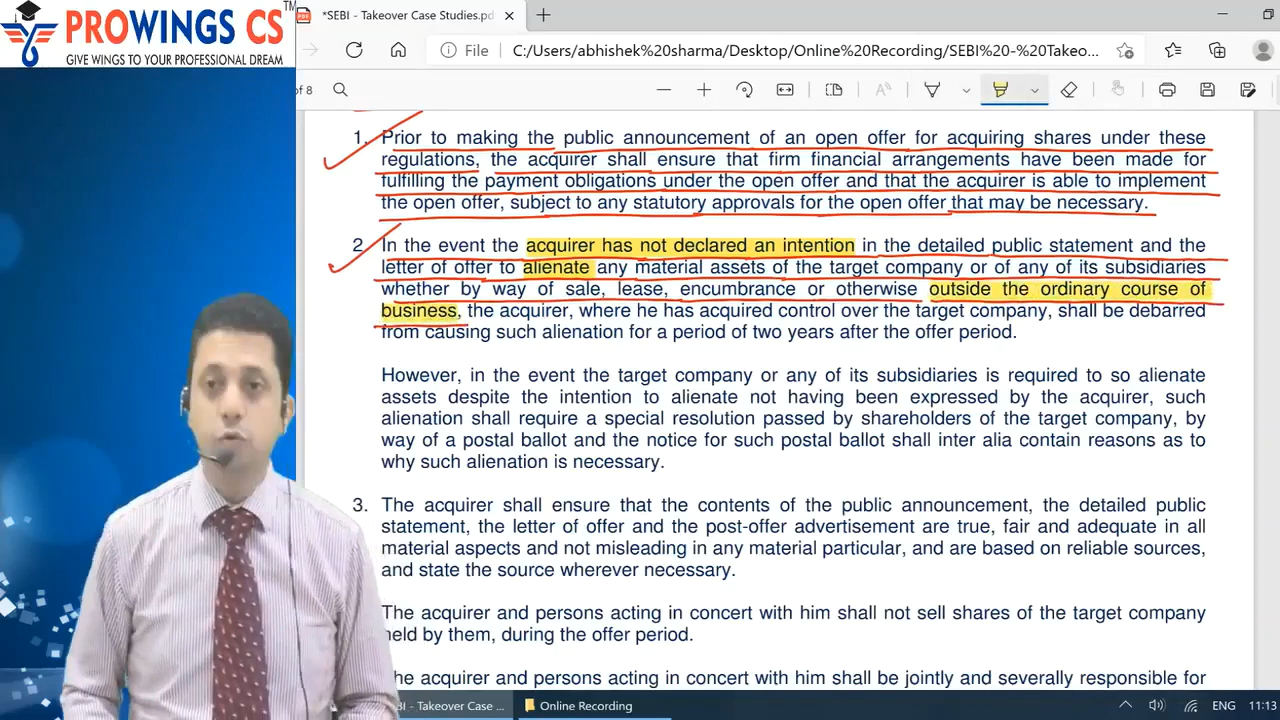 PROWINGS CS
TM
GIVE WINGS TO YOUR PROFESSIONAL DREAM
*SEBI - Takeover Case Studies.pd
File
C:/Users/abhishek%20sharma/Desktop/Online%20Recording/SEBI%20-%20Takeo...
of 8
1. Prior to making the public announcement of an open offer for acquiring shares under these
regulations, the acquirer shall ensure that firm financial arrangements have been made for
fulfilling the payment obligations under the open offer and that the acquirer is able to implement
the open offer, subject to any statutory approvals for the open offer that may be necessary.
2. In the event the acquirer has not declared an intention in the detailed public statement and the
letter of offer to alienate any material assets of the target company or of any of its subsidiaries
whether by way of sale, lease, encumbrance or otherwise outside the ordinary course of
business, the acquirer, where he has acquired control over the target company, shall be debarred
from causing such alienation for a period of two years after the offer period.
However, in the event the target company or any of its subsidiaries is required to so alienate
assets despite the intention to alienate not having been expressed by the acquirer, such
alienation shall require a special resolution passed by shareholders of the target company, by
way of a postal ballot and the notice for such postal ballot shall inter alia contain reasons as to
why such alienation is necessary.
3. The acquirer shall ensure that the contents of the public announcement, the detailed public
statement, the letter of offer and the post-offer advertisement are true, fair and adequate in all
material aspects and not misleading in any material particular, and are based on reliable sources,
and state the source wherever necessary.
The acquirer and persons acting in concert with him shall not sell shares of the target company
held by them, during the offer period.
The acquirer and persons acting in concert with him shall be jointly and severally responsible for
BI - Takeover Case ...
Online Recording
ENG
11:13